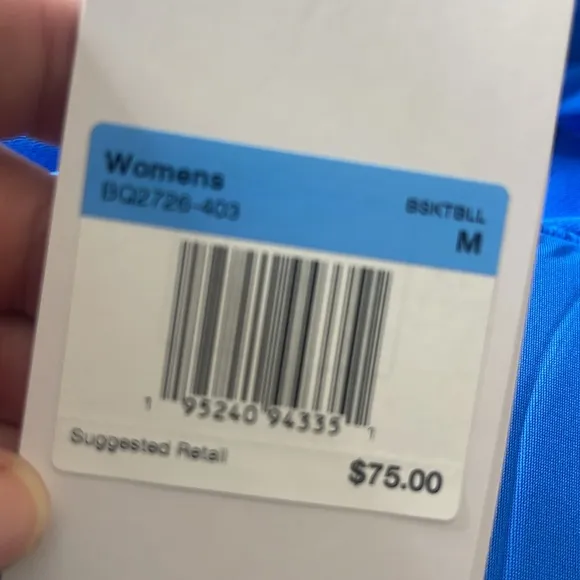 Womens
BQ2726-403
BSKTBLL
M
1 95240 94335 1
Suggested Retail
$75.00